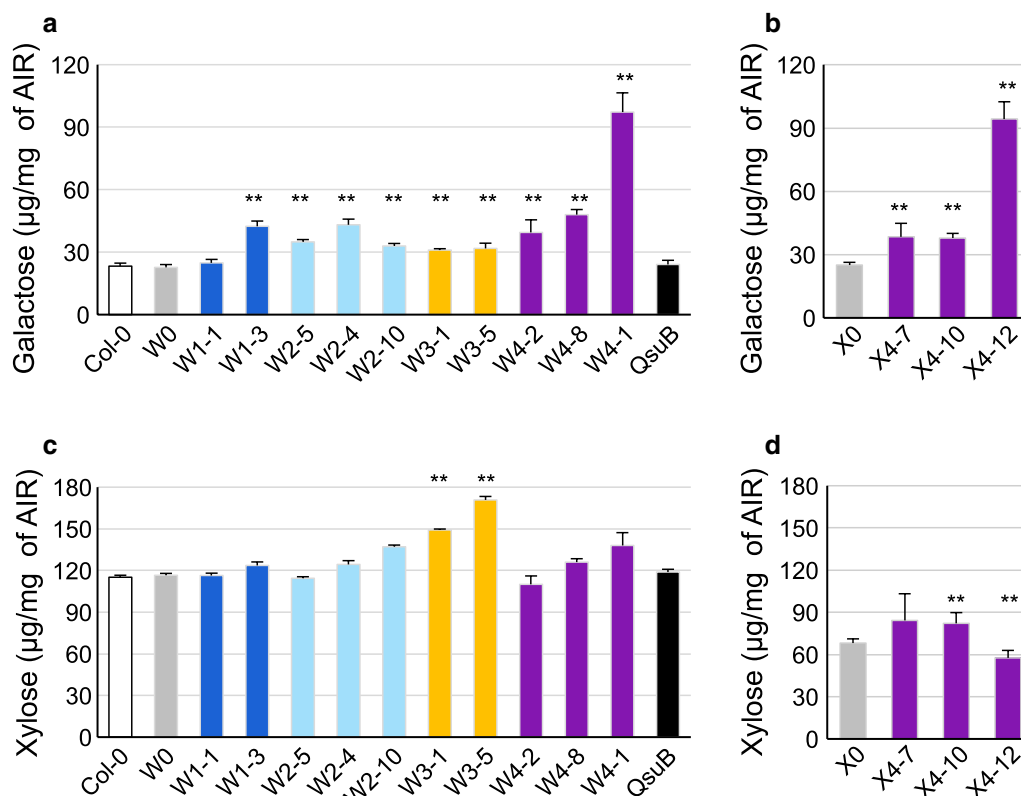 a
Galactose (µg/mg of AIR)
120
90
60
30
0
** ** ** ** ** ** ** ** **
Col-0 W0 W1-1 W1-3 W2-5 W2-4 W2-10 W3-1 W3-5 W4-2 W4-8 W4-1 QsuB
b
Galactose (µg/mg of AIR)
120
90
60
30
0
** ** **
X0 X4-7 X4-10 X4-12
c
Xylose (µg/mg of AIR)
180
150
120
90
60
30
0
** **
Col-0 W0 W1-1 W1-3 W2-5 W2-4 W2-10 W3-1 W3-5 W4-2 W4-8 W4-1 QsuB
d
Xylose (µg/mg of AIR)
180
150
120
90
60
30
0
** **
X0 X4-7 X4-10 X4-12